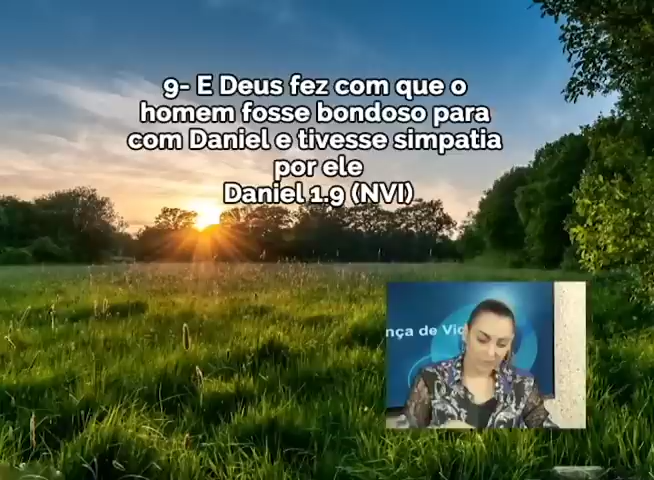 9- E Deus fez com que o
homem fosse bondoso para
com Daniel e tivesse simpatia
por ele
Daniel 1.9 (NVI)
nça de Vi